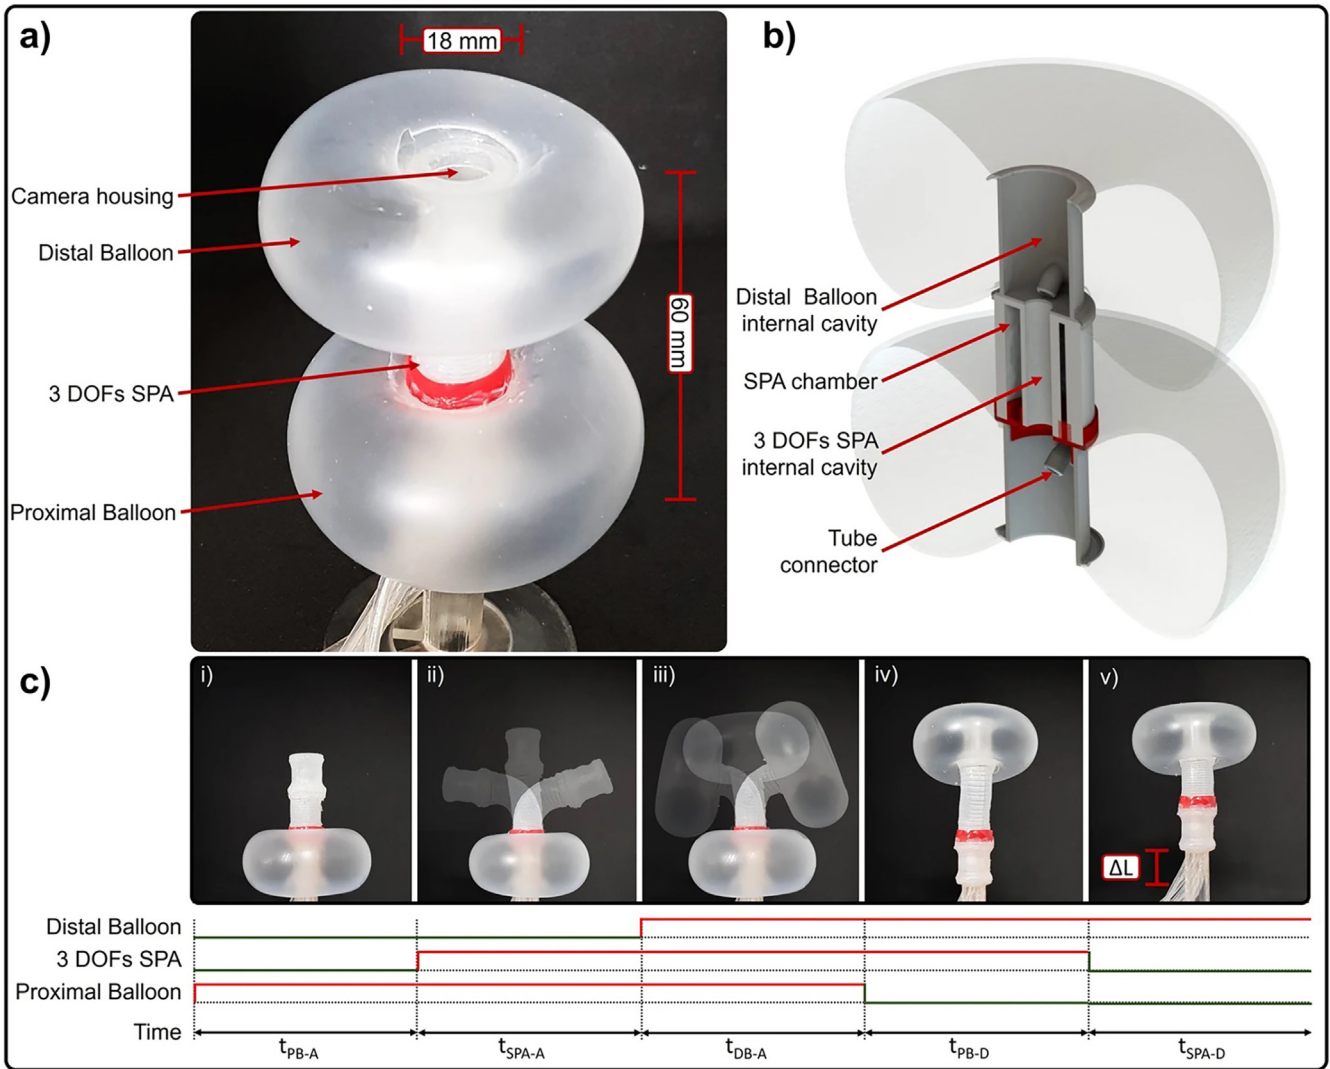 a)
18 mm
Camera housing
Distal Balloon
3 DOFs SPA
Proximal Balloon
60 mm
b)
Distal Balloon
internal cavity
SPA chamber
3 DOFs SPA
internal cavity
Tube
connector
c)
i)
ii)
iii)
iv)
v)
ΔL
Distal Balloon
3 DOFs SPA
Proximal Balloon
Time
tPB-A
tSPA-A
tDB-A
tPB-D
tSPA-D